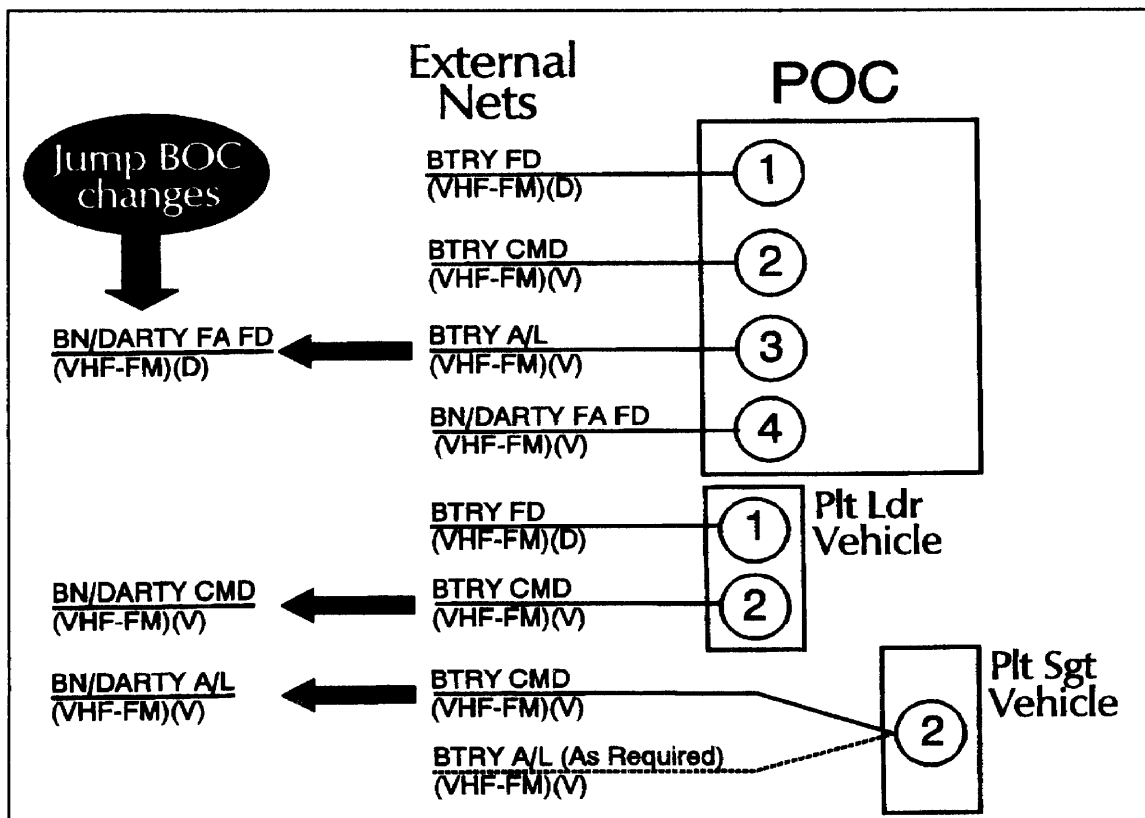 External
Nets
POC
Jump BOC
changes
BTRY FD
(VHF-FM)(D)
1
BTRY CMD
(VHF-FM)(V)
2
BN/DARTY FA FD
(VHF-FM)(D)
BTRY A/L
(VHF-FM)(V)
3
BN/DARTY FA FD
(VHF-FM)(V)
4
BTRY FD
(VHF-FM)(D)
1
Plt Ldr
Vehicle
BN/DARTY CMD
(VHF-FM)(V)
BTRY CMD
(VHF-FM)(V)
2
BN/DARTY A/L
(VHF-FM)(V)
BTRY CMD
(VHF-FM)(V)
Plt Sgt
Vehicle
2
BTRY A/L (As Required)
(VHF-FM)(V)